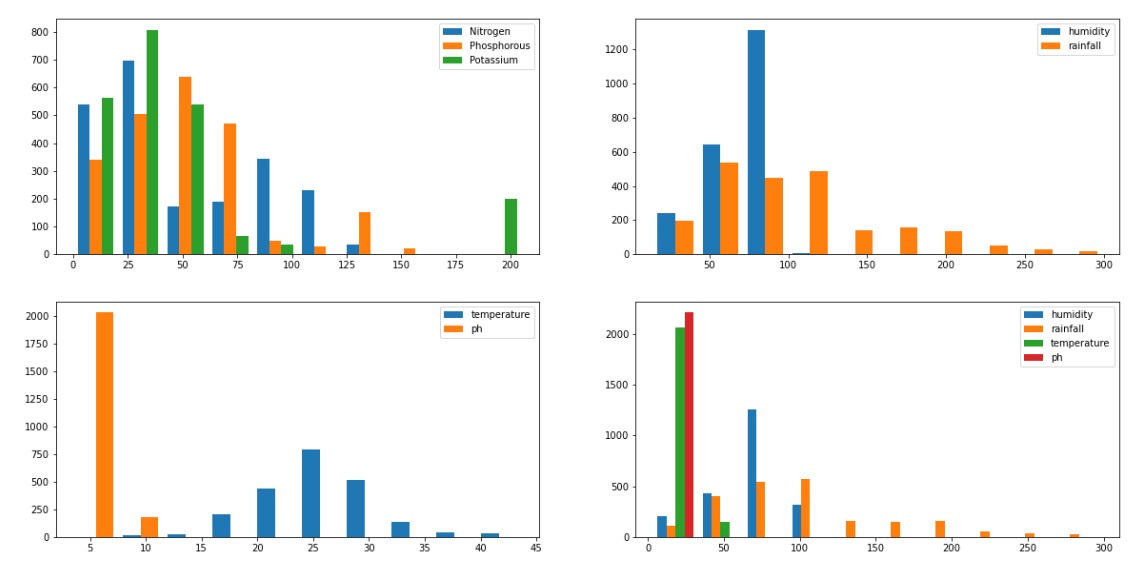 800
700
600
500
400
300
200
100
0
0 25 50 75 100 125 150 175 200
Nitrogen
Phosphorous
Potassium
1200
1000
800
600
400
200
0
50 100 150 200 250 300
humidity
rainfall
2000
1750
1500
1250
1000
750
500
250
0
5 10 15 20 25 30 35 40 45
temperature
ph
2000
1500
1000
500
0
0 50 100 150 200 250 300
humidity
rainfall
temperature
ph